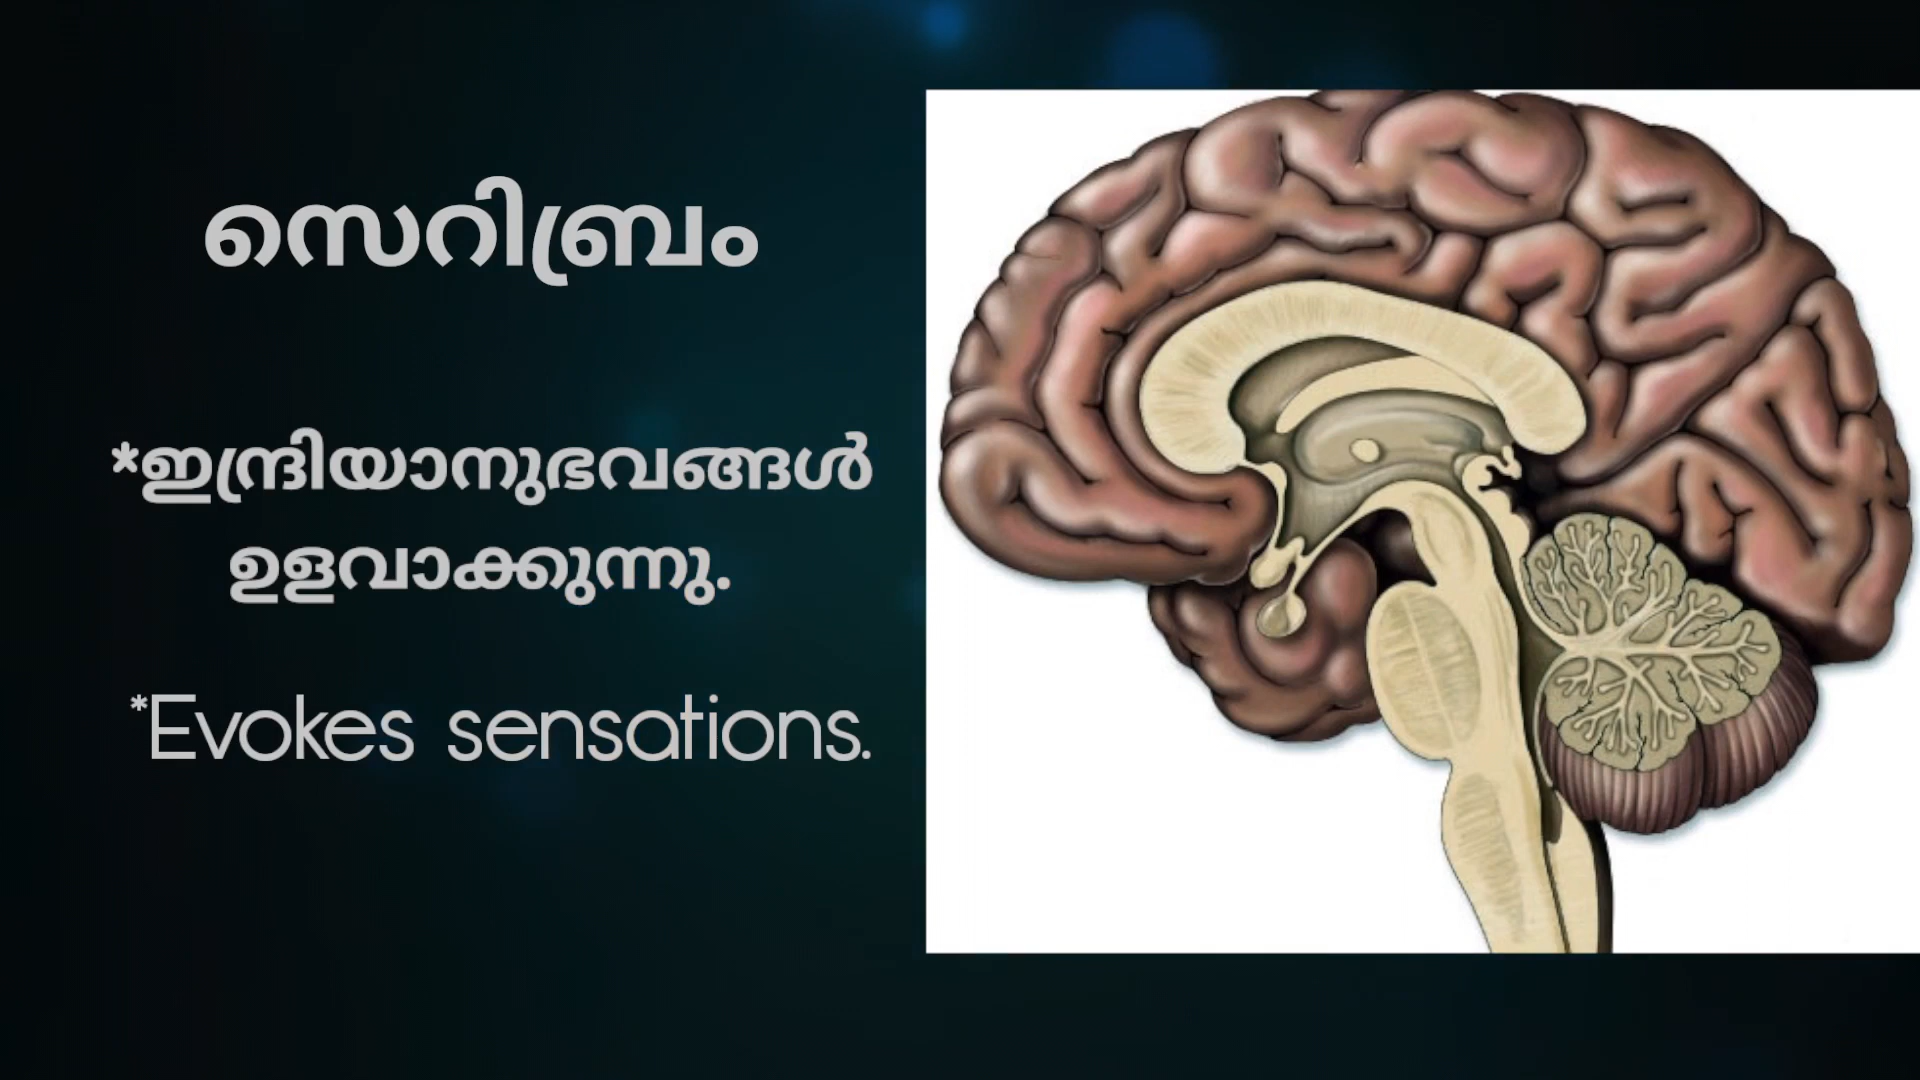 സെറിബ്രം
*ഇന്ദ്രിയാനുഭവങ്ങൾ
ഉളവാക്കുന്നു.
*Evokes sensations.